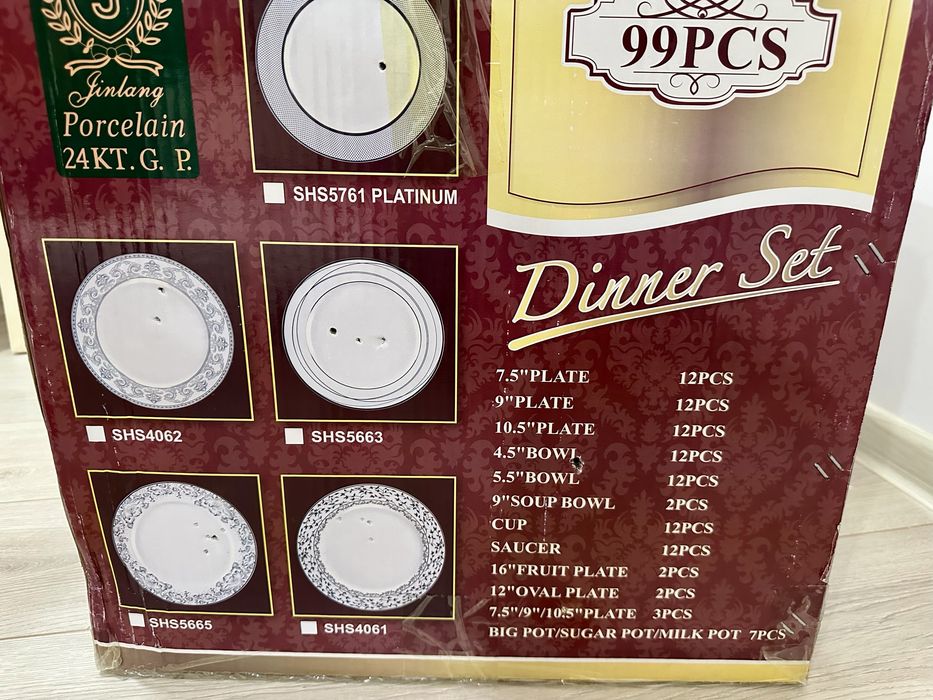 Jinlang
Porcelain
24KT. G. P.
SHS5761 PLATINUM
SHS4062
SHS5663
SHS5665
SHS4061
99PCS
Dinner Set
7.5"PLATE 12PCS
9"PLATE 12PCS
10.5"PLATE 12PCS
4.5"BOWL 12PCS
5.5"BOWL 12PCS
9"SOUP BOWL 2PCS
CUP 12PCS
SAUCER 12PCS
16"FRUIT PLATE 2PCS
12"OVAL PLATE 2PCS
7.5"/9"/10.5"PLATE 3PCS
BIG POT/SUGAR POT/MILK POT 7PCS